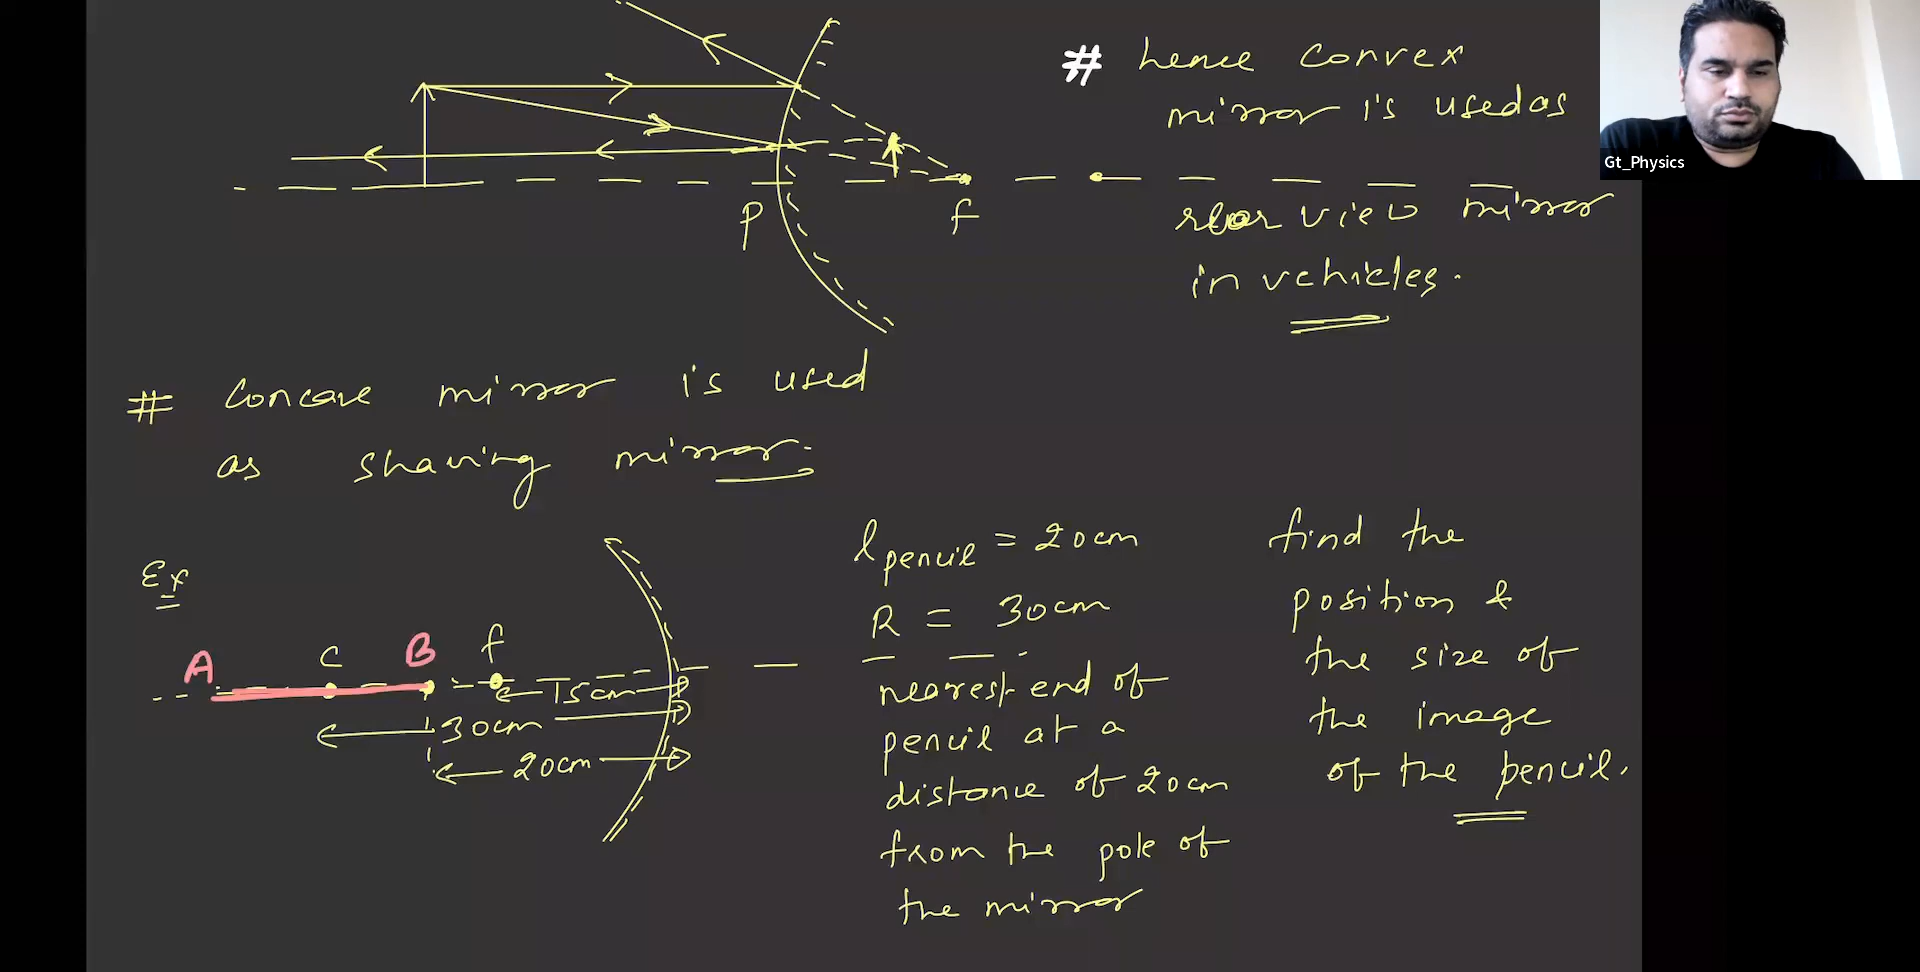 # hence convex
mirror is used as
Gt_Physics
rear view mirror
in vehicles.
P
f
# Concave mirror is used
as shaving mirror.
Ex
A
C
B
f
15cm
30cm
20cm
l pencil = 20cm
R = 30cm
nearest end of
pencil at a
distance of 20cm
from the pole of
the mirror
find the
position &
the size of
the image
of the pencil.